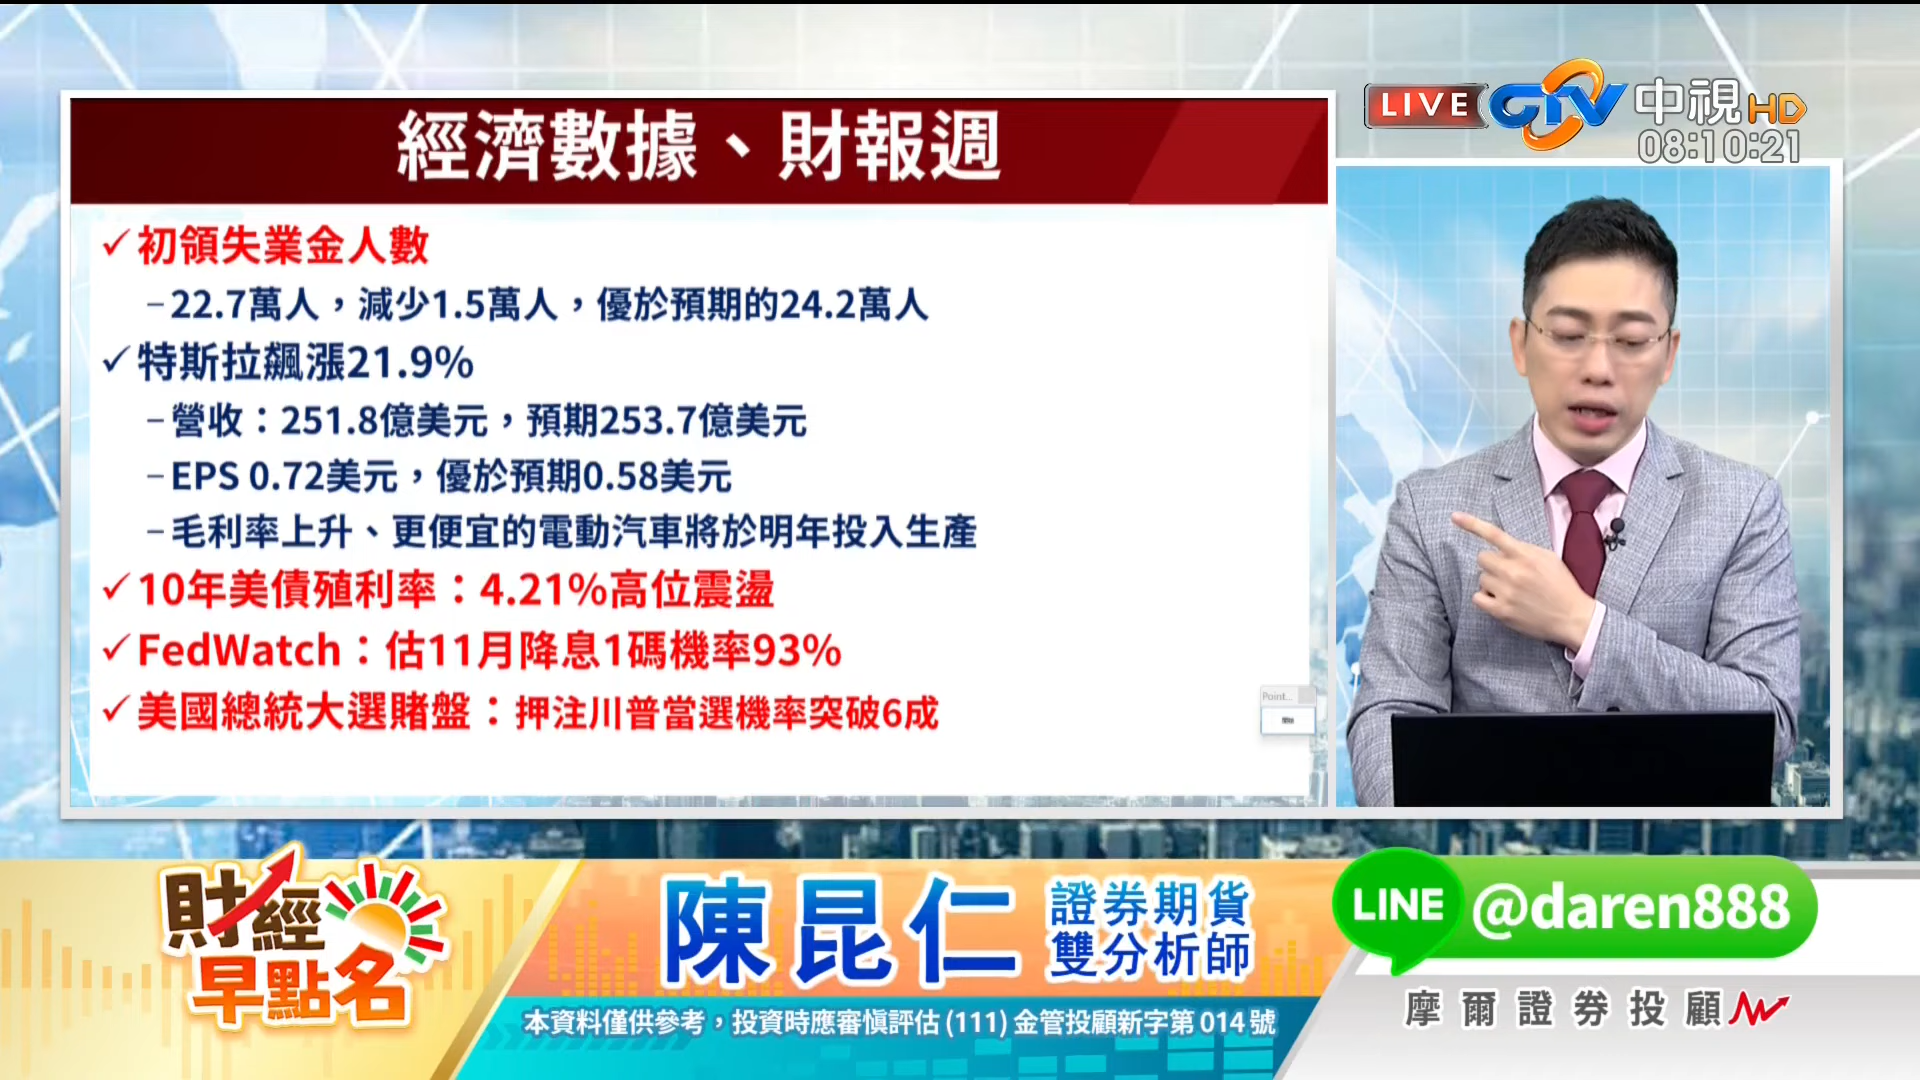 經濟數據、財報週
LIVE CTV 中視 HD
08:10:21
✓初領失業金人數
–22.7萬人，減少1.5萬人，優於預期的24.2萬人
✓特斯拉飆漲21.9%
–營收：251.8億美元，預期253.7億美元
–EPS 0.72美元，優於預期0.58美元
–毛利率上升、更便宜的電動汽車將於明年投入生產
✓10年美債殖利率：4.21%高位震盪
✓FedWatch：估11月降息1碼機率93%
✓美國總統大選賭盤：押注川普當選機率突破6成
Point...
財經
早點名
陳昆仁
證券期貨
雙分析師
本資料僅供參考，投資時應審慎評估 (111) 金管投顧新字第 014 號
LINE @daren888
摩爾證券投顧